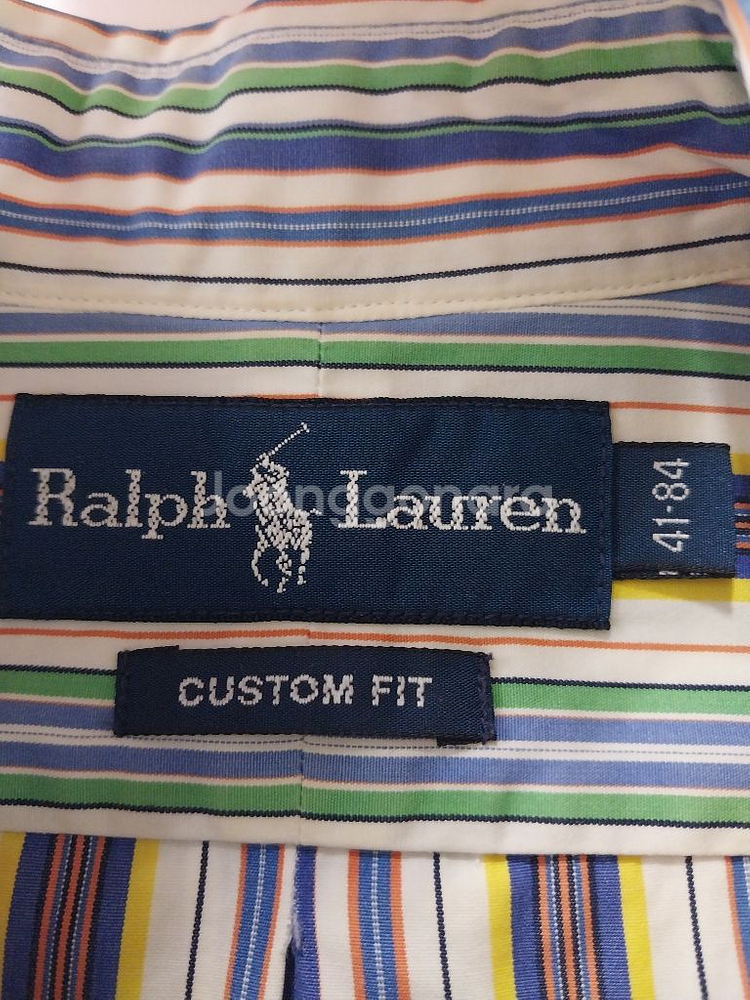 Ralph Lauren
41-84
CUSTOM FIT